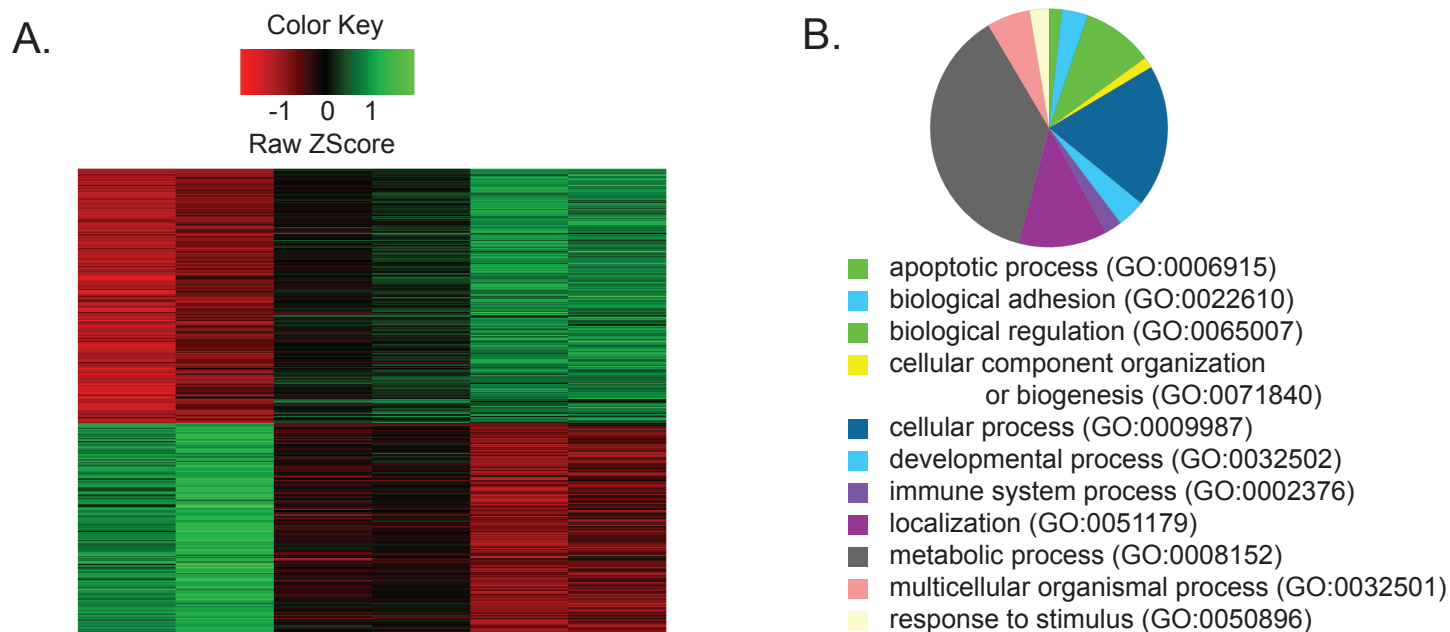 A.
Color Key
-1 0 1
Raw ZScore
B.
apoptotic process (GO:0006915)
biological adhesion (GO:0022610)
biological regulation (GO:0065007)
cellular component organization
or biogenesis (GO:0071840)
cellular process (GO:0009987)
developmental process (GO:0032502)
immune system process (GO:0002376)
localization (GO:0051179)
metabolic process (GO:0008152)
multicellular organismal process (GO:0032501)
response to stimulus (GO:0050896)